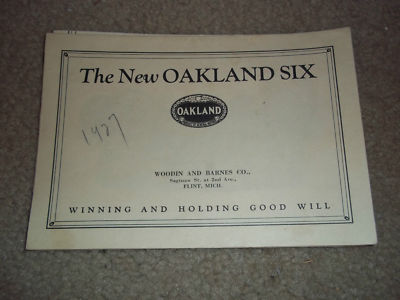 The New OAKLAND SIX
OAKLAND
1927
WOODIN AND BARNES CO.,
Saginaw St. at 2nd Ave.,
FLINT, MICH.
WINNING AND HOLDING GOOD WILL